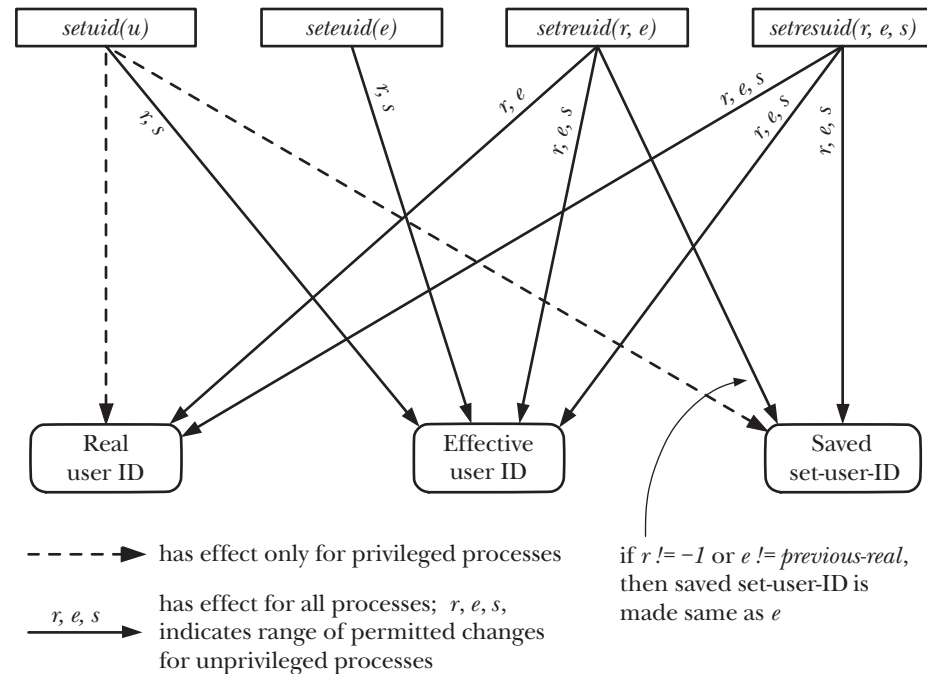 setuid(u)
seteuid(e)
setreuid(r, e)
setresuid(r, e, s)
r, s
r, s
r, e
r, e, s
r, e, s
r, e, s
r, e, s
Real
user ID
Effective
user ID
Saved
set-user-ID
has effect only for privileged processes
r, e, s
has effect for all processes; r, e, s,
indicates range of permitted changes
for unprivileged processes
if r != −1 or e != previous-real,
then saved set-user-ID is
made same as e